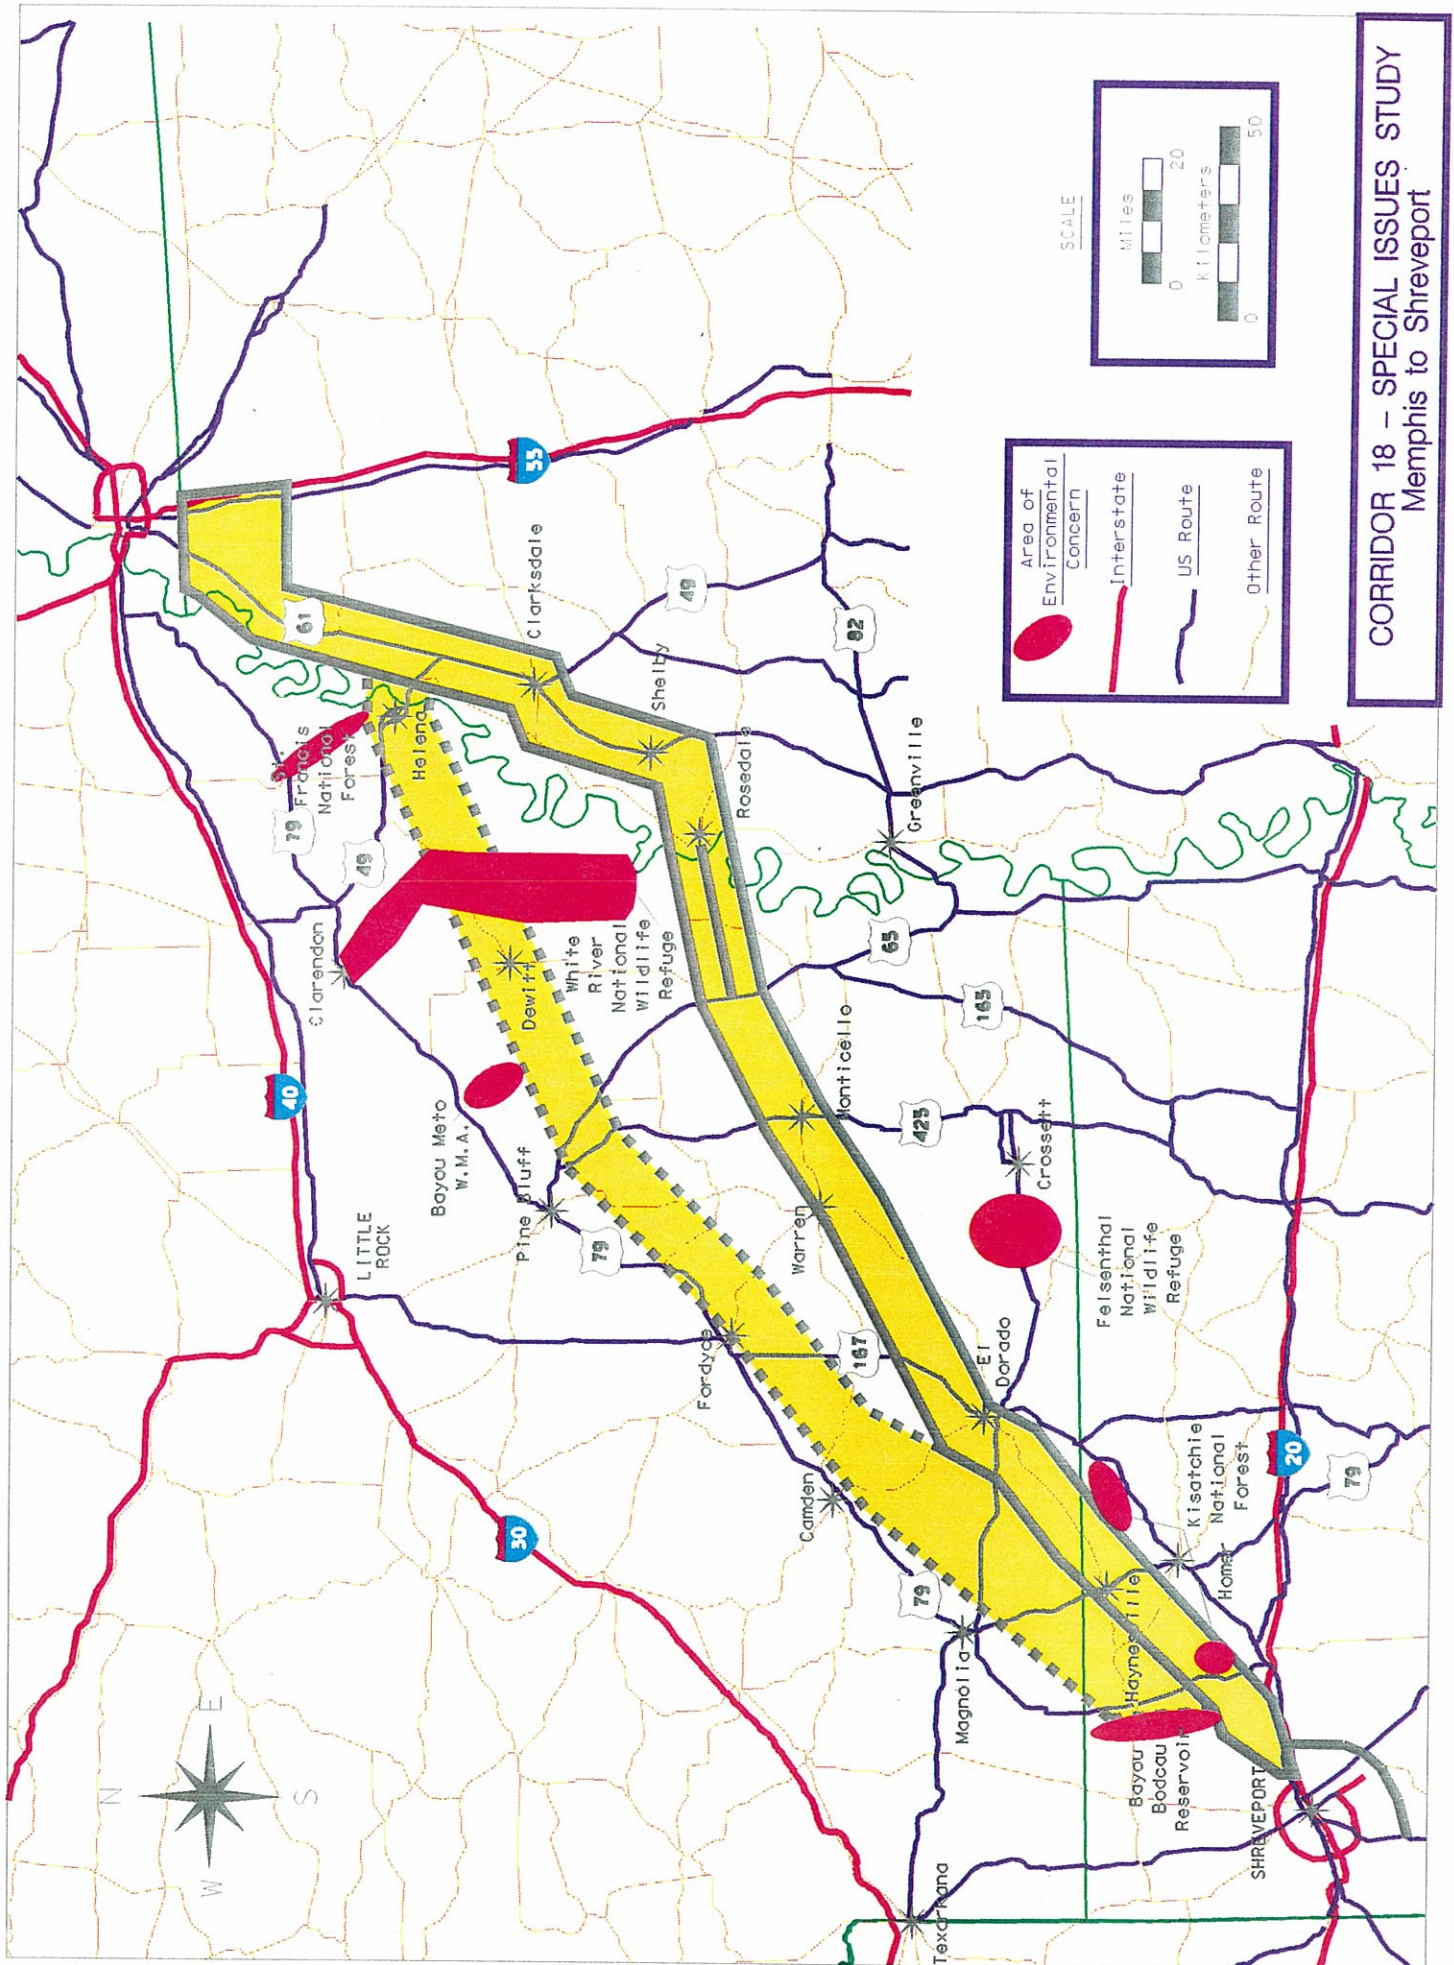 CORRIDOR 18 - SPECIAL ISSUES STUDY
Memphis to Shreveport
SCALE
Miles
0 20
Kilometers
0 50
Area of
Environmental
Concern
Interstate
US Route
Other Route
N
W E
S
40
LITTLE
ROCK
30
Clarendon
79
49
St.
Francis
National
Forest
Helena
61
55
Clarksdale
49
Shelby
Rosedale
82
Greenville
White
River
National
Wildlife
Refuge
Dewitt
Bayou Meto
W.M.A.
Pine Bluff
79
65
165
Monticello
425
Warren
Crossett
Felsenthal
National
Wildlife
Refuge
Fordyce
167
El
Dorado
Camden
79
Magnolia
Haynesville
Homer
Kisatchie
National
Forest
20
79
Bayou
Bodcau
Reservoir
SHREVEPORT
Texarkana